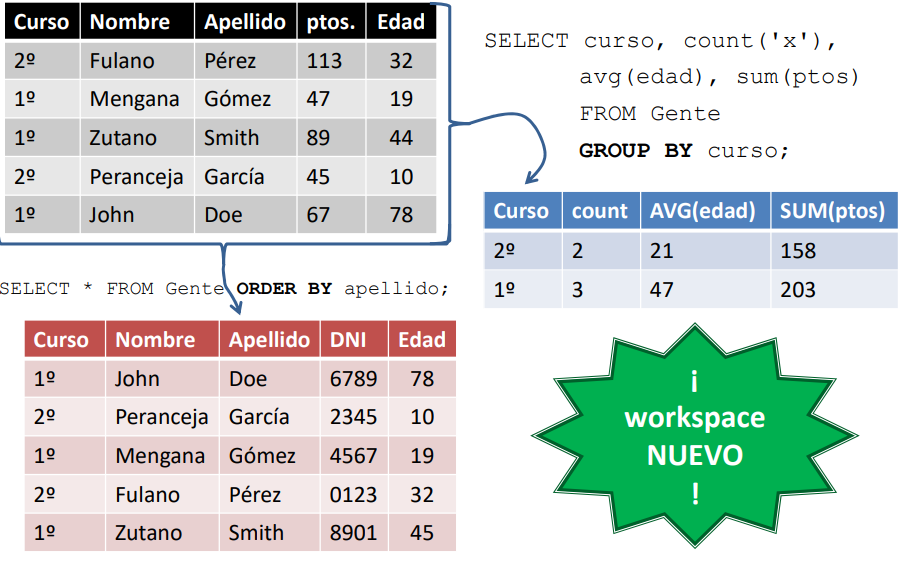 Curso Nombre Apellido ptos. Edad
2º Fulano Pérez 113 32
1º Mengana Gómez 47 19
1º Zutano Smith 89 44
2º Peranceja García 45 10
1º John Doe 67 78
SELECT curso, count('x'),
avg(edad), sum(ptos)
FROM Gente
GROUP BY curso;
Curso count AVG(edad) SUM(ptos)
2º 2 21 158
1º 3 47 203
SELECT * FROM Gente ORDER BY apellido;
Curso Nombre Apellido DNI Edad
1º John Doe 6789 78
2º Peranceja García 2345 10
1º Mengana Gómez 4567 19
2º Fulano Pérez 0123 32
1º Zutano Smith 8901 45
¡
workspace
NUEVO
!